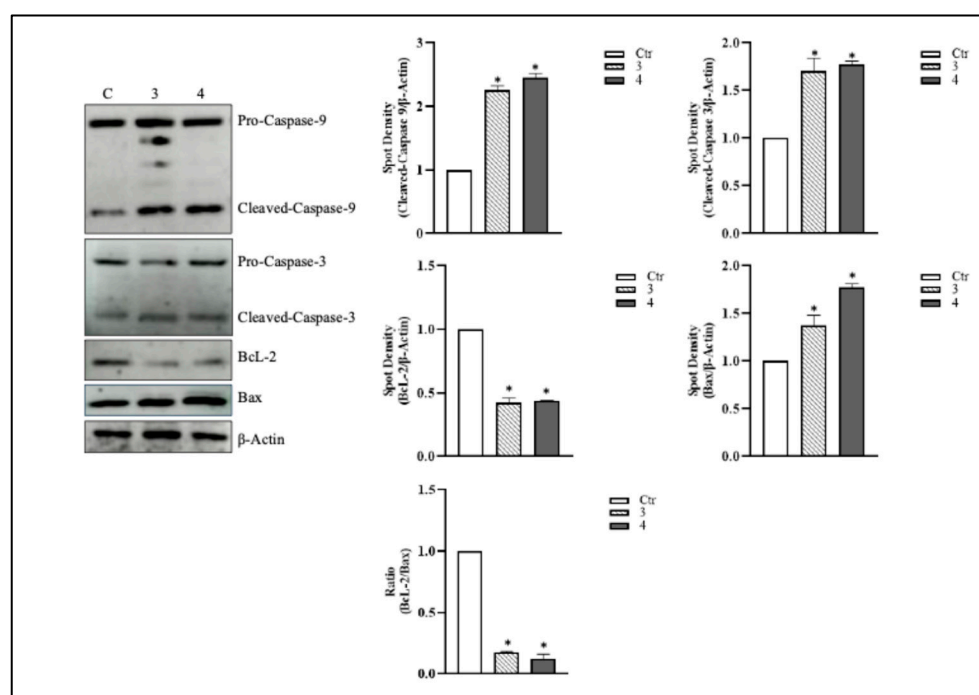 C 3 4
Pro-Caspase-9
Cleaved-Caspase-9
Pro-Caspase-3
Cleaved-Caspase-3
BcL-2
Bax
β-Actin
Spot Density
(Cleaved-Caspase 9/β-Actin)
3
2
1
0
*
*
Ctr
3
4
Spot Density
(Cleaved-Caspase 3/β-Actin)
2.0
1.5
1.0
0.5
0.0
*
*
Ctr
3
4
Spot Density
(BcL-2/β-Actin)
1.5
1.0
0.5
0.0
*
*
Ctr
3
4
Spot Density
(Bax/β-Actin)
2.0
1.5
1.0
0.5
0.0
*
*
Ctr
3
4
Ratio
(BcL-2/Bax)
1.5
1.0
0.5
0.0
*
*
Ctr
3
4